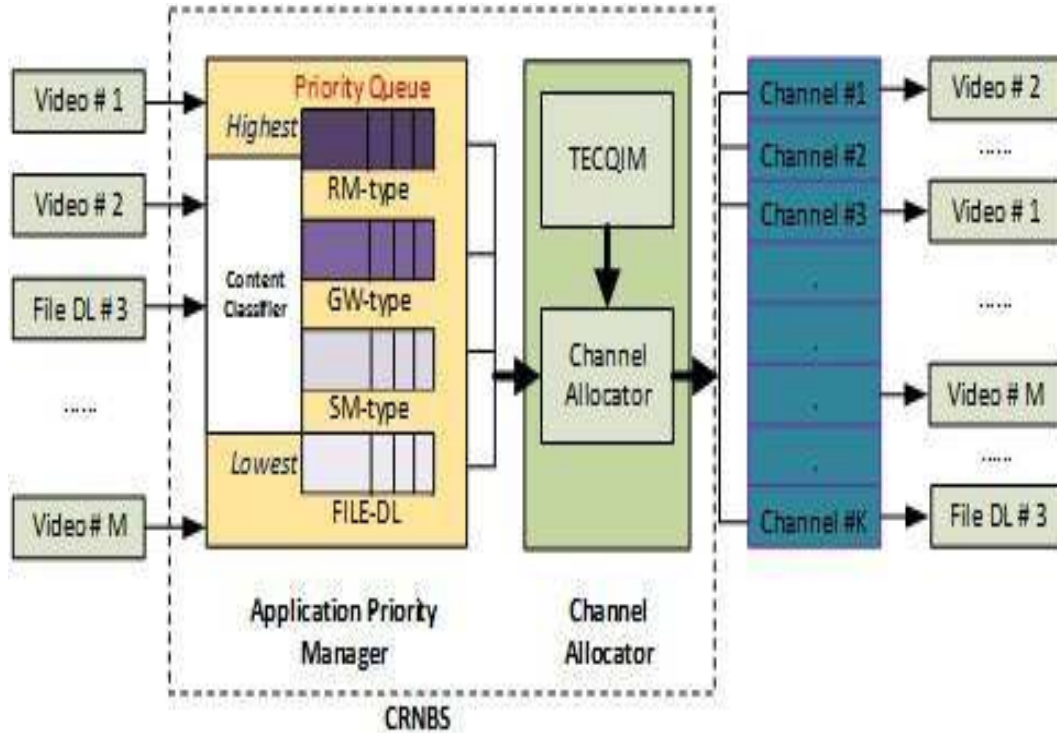 Video # 1
Video # 2
File DL # 3
......
Video # M
Priority Queue
Highest
RM-type
Content
Classifier
GW-type
SM-type
Lowest
FILE-DL
Application Priority
Manager
TECQIM
Channel
Allocator
Channel
Allocator
CRNBS
Channel #1
Channel #2
Channel #3
.
.
.
.
Channel #K
Video # 2
......
Video # 1
......
Video # M
......
File DL # 3